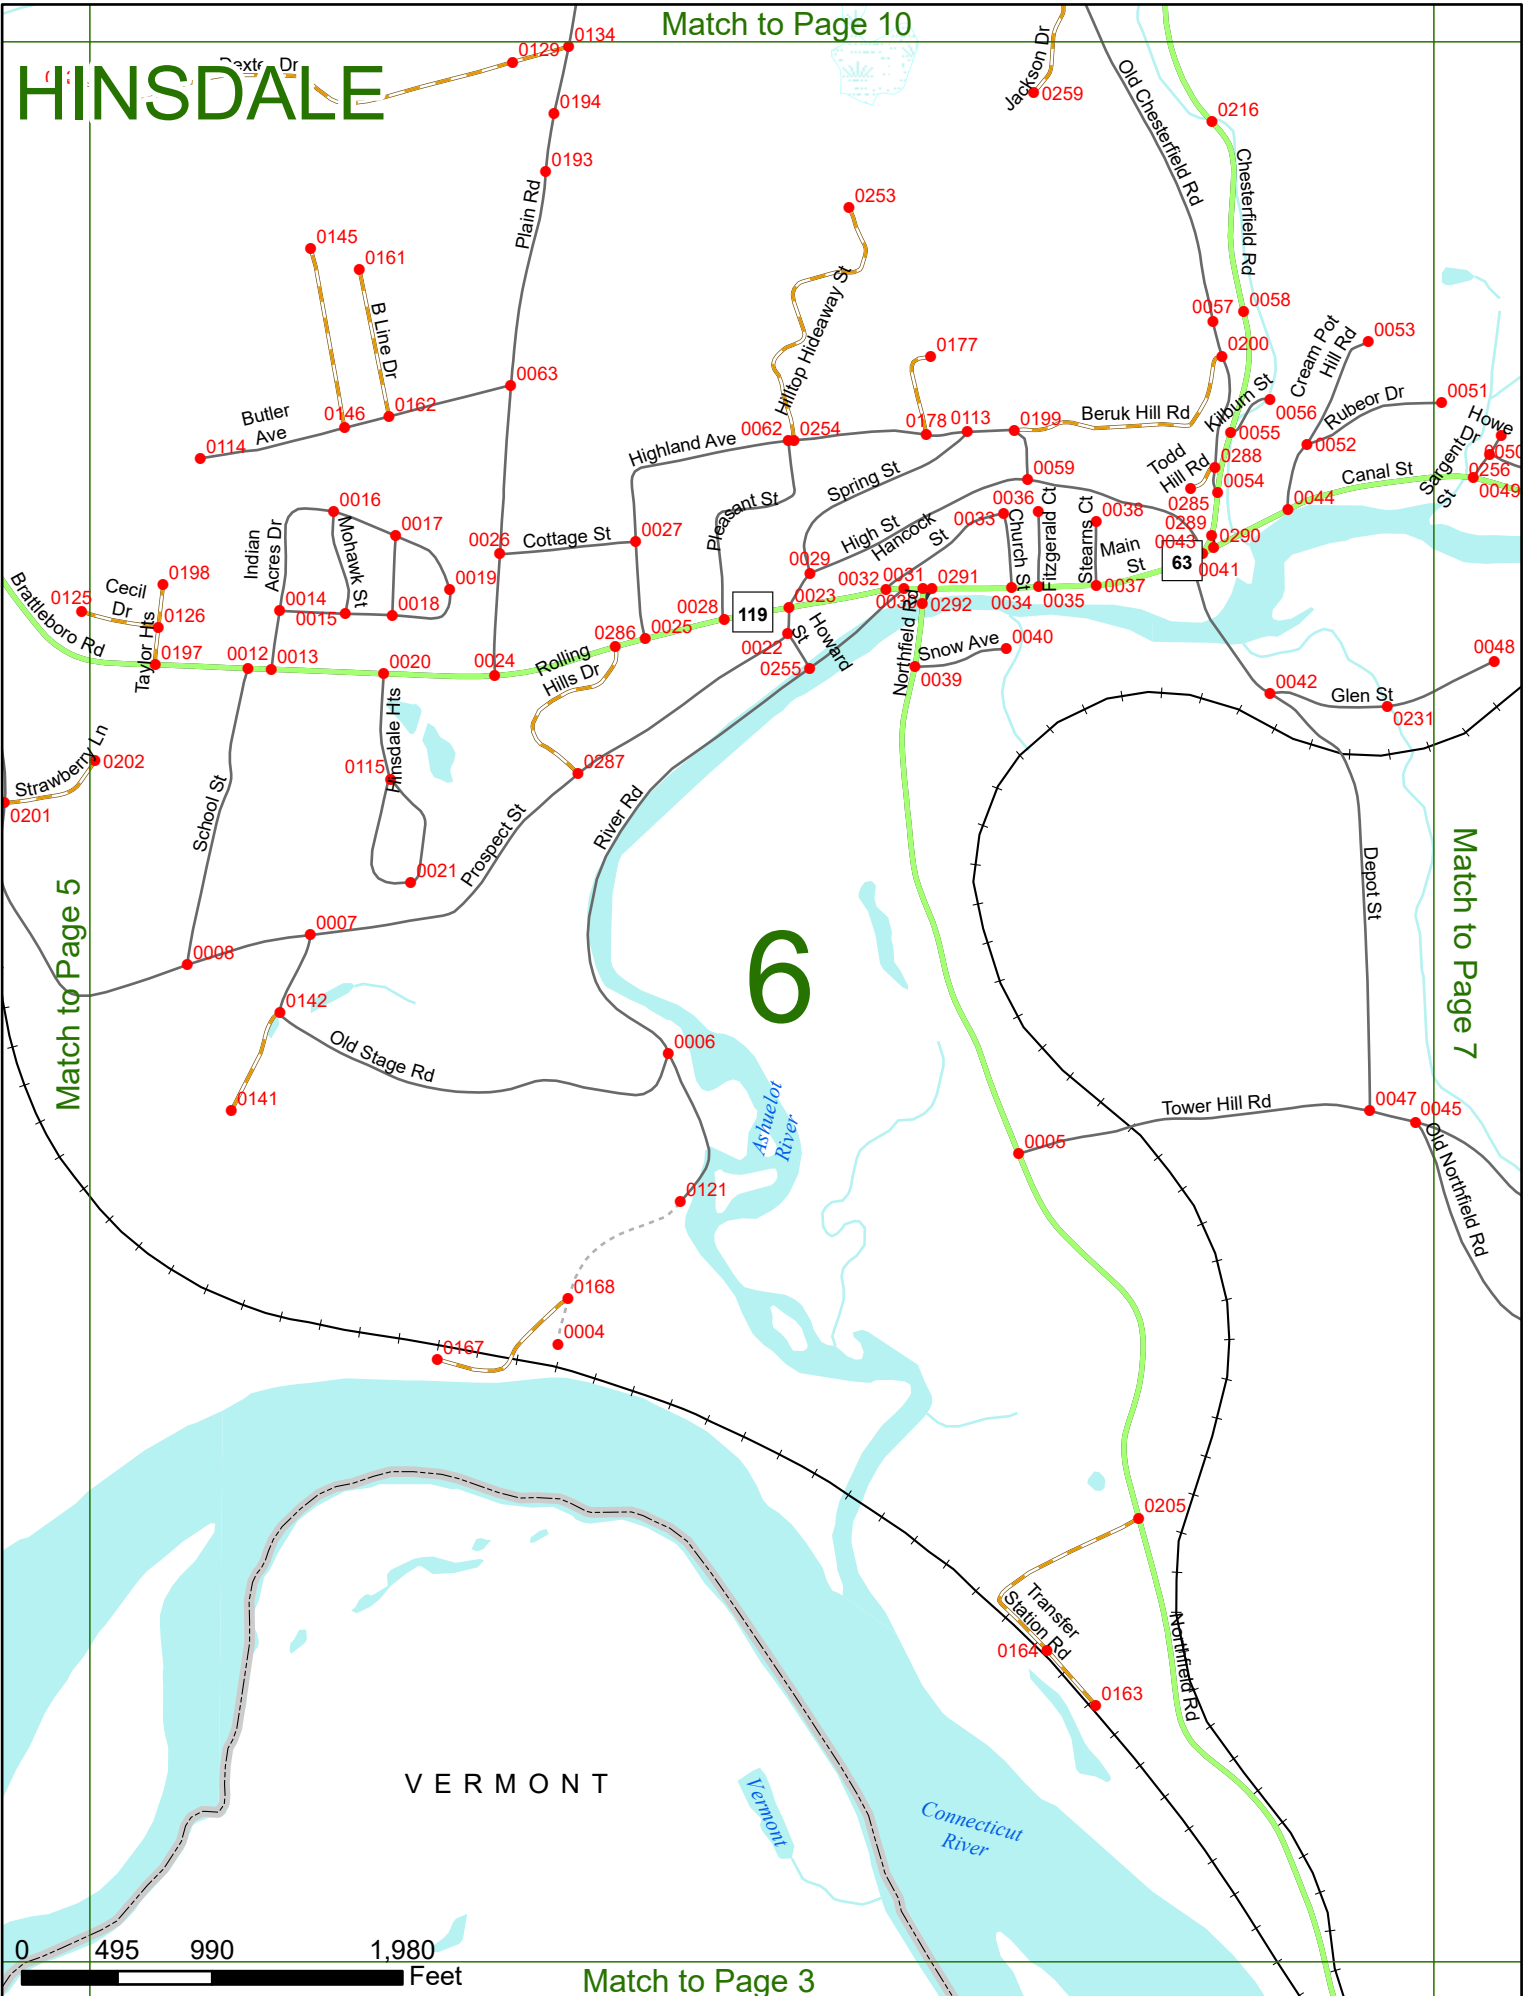 Match to Page 10
HINSDALE
Dexter Dr
0129
0134
0194
0193
Plain Rd
Jackson Dr
0259
Old Chesterfield Rd
0216
Chesterfield Rd
0253
0145
0161
B Line Dr
Hilltop Hideaway St
0057
0058
0053
Cream Pot
Hill Rd
0177
0200
0063
Butler
Ave
0146
0162
0114
Kilburn St
0056
Rubeor Dr
0051
Howe
Dr
Highland Ave
0062
0254
0178
0113
0199
Beruk Hill Rd
0055
0052
0050
Todd
Hill Rd
0288
0256
Sargent
St
0049
Canal St
Spring St
0059
0054
0285
0044
Pleasant St
0016
0017
Indian
Acres Dr
Mohawk St
0036
0033
Fitzgerald Ct
Church St
Stearns Ct
0038
High St
Hancock
St
0289
0290
Main
St
0043
63
0041
0026
Cottage St
0027
0029
Brattleboro Rd
Cecil
Dr
0198
0125
0126
Taylor Hts
0197
0014
0015
0018
0019
0032
0031
0291
0292
0034
0035
0037
0028
119
0023
0286
0025
0022
Howard
St
0255
Northfield Rd
Snow Ave
0040
0039
0048
0042
Glen St
0231
0012
0013
0020
0024
Rolling
Hills Dr
Hinsdale Hts
0115
0287
Strawberry Ln
0202
0201
School St
0021
Prospect St
River Rd
Depot St
Match to Page 5
Match to Page 7
0007
0008
6
0142
Old Stage Rd
0006
0141
Ashuelot
River
0047
0045
Tower Hill Rd
0005
Old Northfield Rd
0121
0168
0004
0167
0205
Transfer
Station Rd
0164
0163
Northfield Rd
VERMONT
Vermont
Connecticut
River
0 495 990 1,980
Feet
Match to Page 3